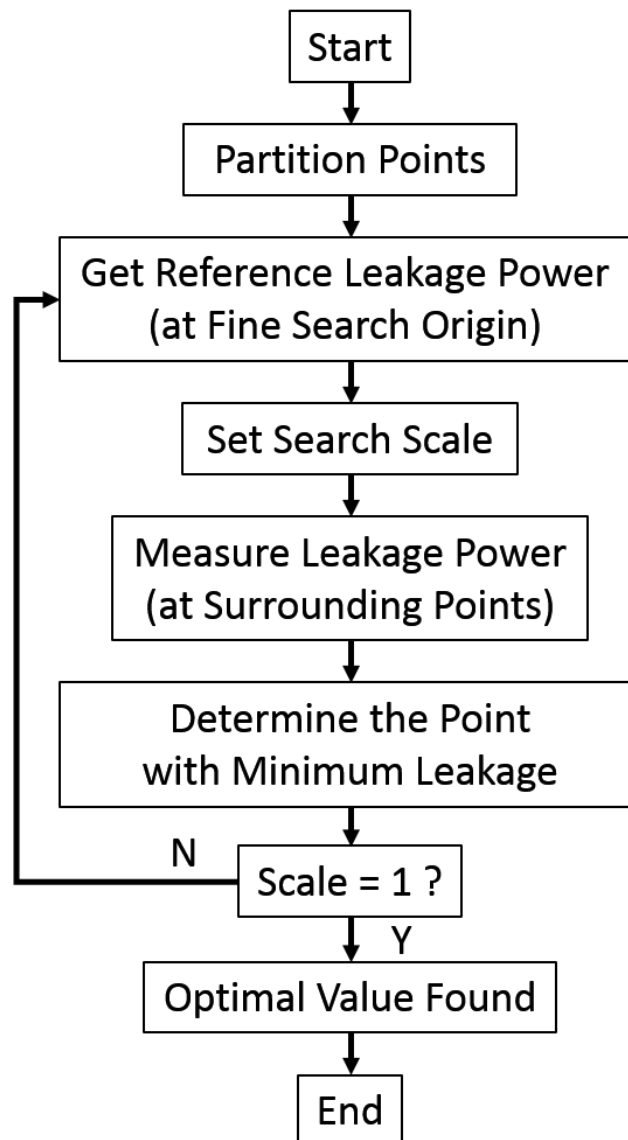 Start
Partition Points
Get Reference Leakage Power
(at Fine Search Origin)
Set Search Scale
Measure Leakage Power
(at Surrounding Points)
Determine the Point
with Minimum Leakage
N
Scale = 1 ?
Y
Optimal Value Found
End